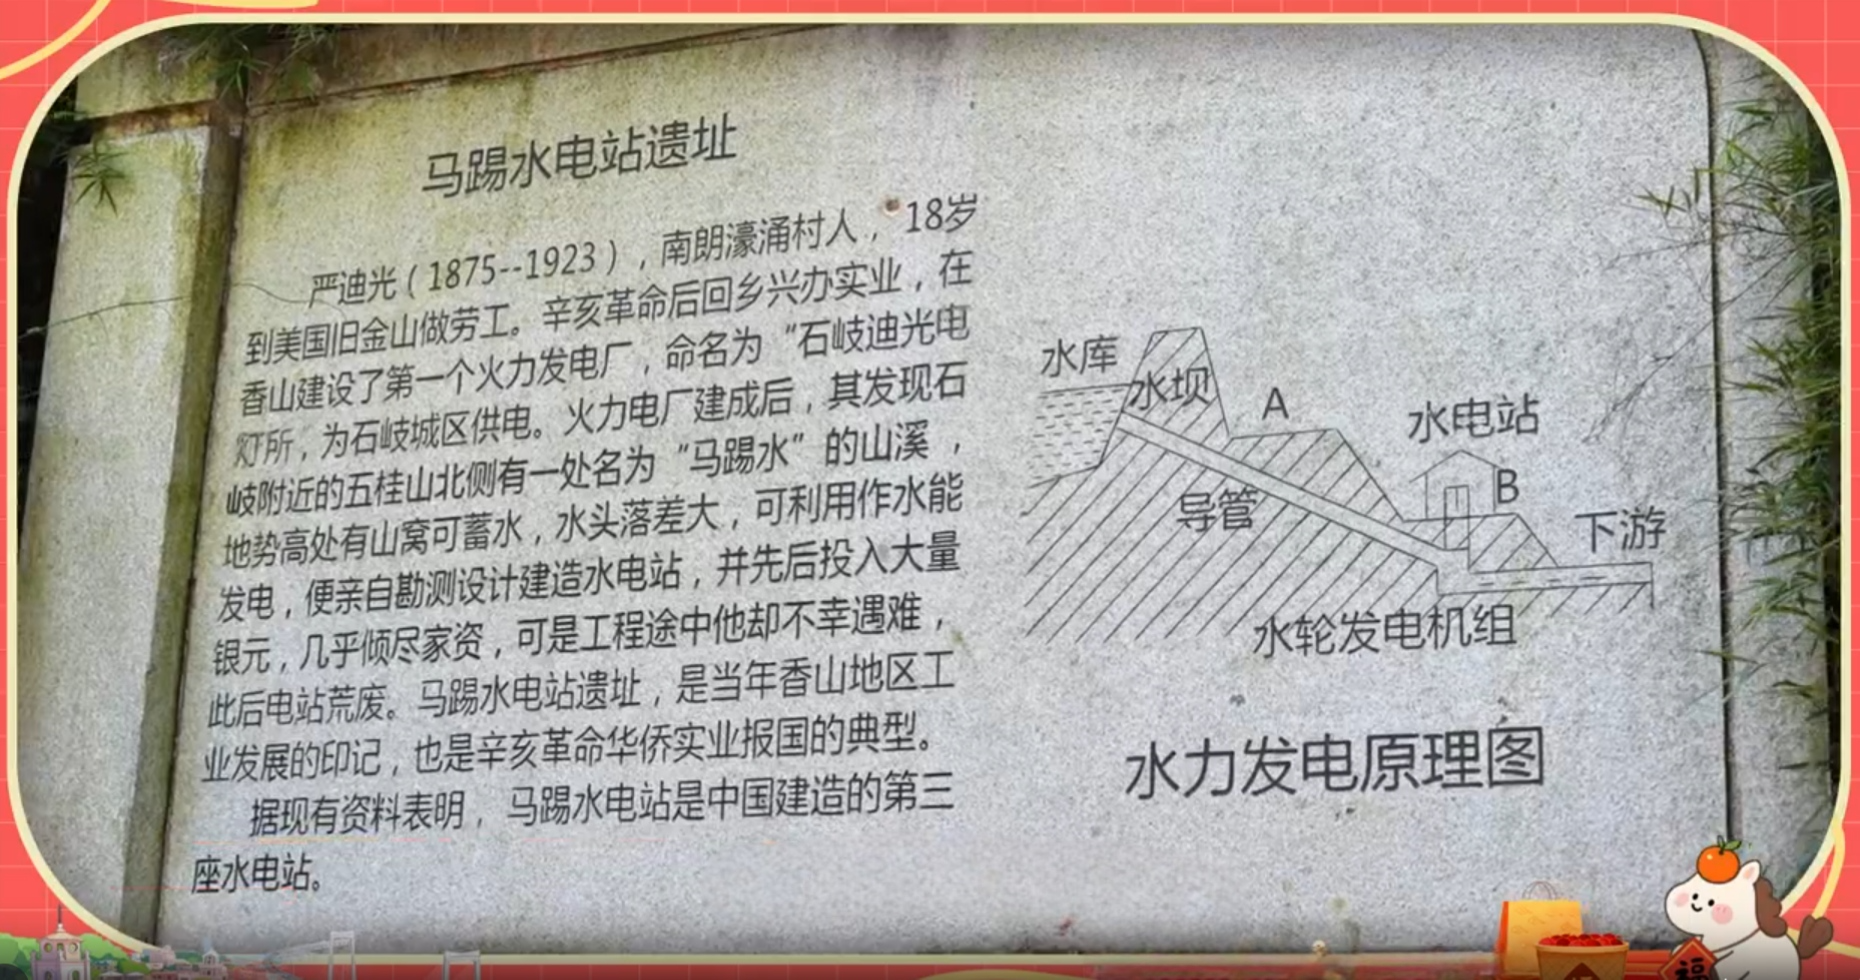 马踢水电站遗址
严迪光（1875--1923），南朗濠涌村人，18岁
到美国旧金山做劳工。辛亥革命后回乡兴办实业，在
香山建设了第一个火力发电厂，命名为“石岐迪光电
灯所，为石岐城区供电。火力电厂建成后，其发现石
岐附近的五桂山北侧有一处名为“马踢水”的山溪，
地势高处有山窝可蓄水，水头落差大，可利用作水能
发电，便亲自勘测设计建造水电站，并先后投入大量
银元，几乎倾尽家资，可是工程途中他却不幸遇难，
此后电站荒废。马踢水电站遗址，是当年香山地区工
业发展的印记，也是辛亥革命华侨实业报国的典型。
据现有资料表明，马踢水电站是中国建造的第三
座水电站。
水库
水坝
A
水电站
B
导管
下游
水轮发电机组
水力发电原理图
福